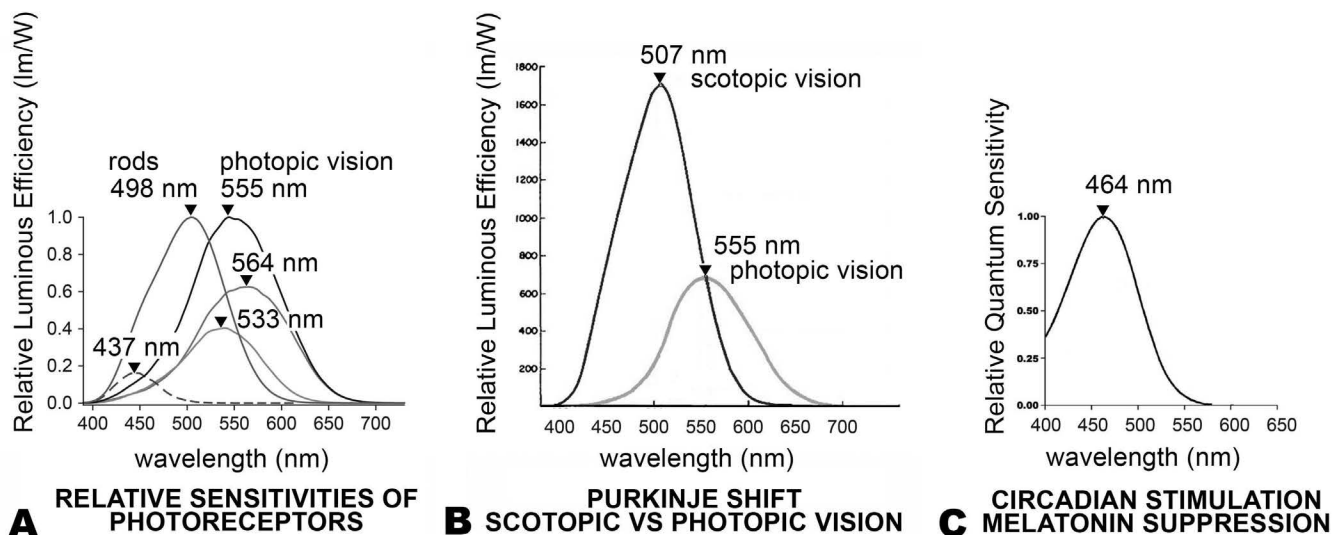 Relative Luminous Efficiency (lm/W)
rods
498 nm
photopic vision
555 nm
564 nm
533 nm
437 nm
1.0
0.8
0.6
0.4
0.2
0.0
400 450 500 550 600 650 700
wavelength (nm)
A RELATIVE SENSITIVITIES OF
PHOTORECEPTORS
Relative Luminous Efficiency (lm/W)
507 nm
scotopic vision
555 nm
photopic vision
1800
1600
1400
1200
1000
800
600
400
200
400 450 500 550 600 650 700
wavelength (nm)
PURKINJE SHIFT
B SCOTOPIC VS PHOTOPIC VISION
Relative Quantum Sensitivity
464 nm
1.00
0.75
0.50
0.25
0.00
400 450 500 550 600 650
wavelength (nm)
CIRCADIAN STIMULATION
C MELATONIN SUPPRESSION